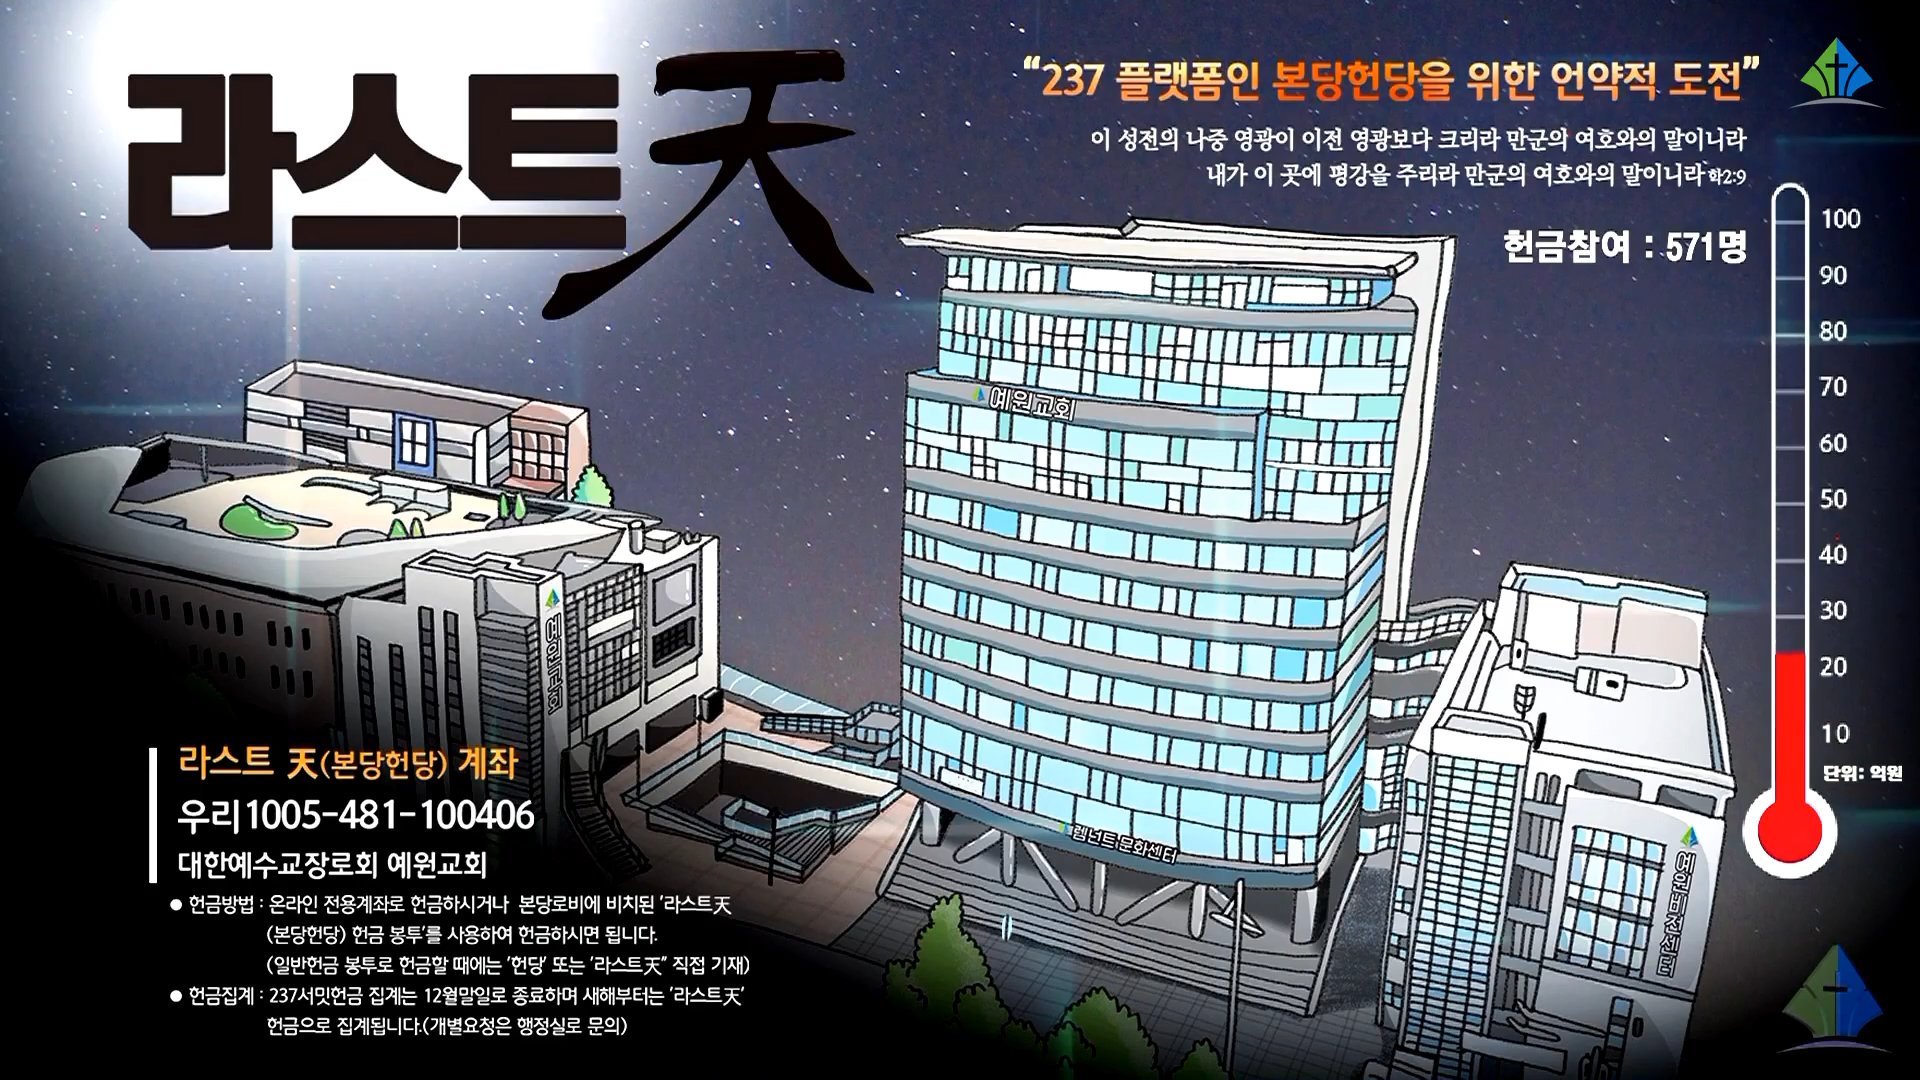 라스트天
“237 플랫폼인 본당헌당을 위한 언약적 도전”
이 성전의 나중 영광이 이전 영광보다 크리라 만군의 여호와의 말이니라
내가 이 곳에 평강을 주리라 만군의 여호와의 말이니라 학2:9
헌금참여 : 571명
100
90
80
70
60
50
40
30
20
10
단위: 억원
예원교회
예원교회
렘넌트문화센터
예원비전센터
라스트 天(본당헌당) 계좌
우리1005-481-100406
대한예수교장로회 예원교회
● 헌금방법 : 온라인 전용계좌로 헌금하시거나 본당로비에 비치된 '라스트天
(본당헌당) 헌금 봉투'를 사용하여 헌금하시면 됩니다.
(일반헌금 봉투로 헌금할 때에는 '헌당' 또는 '라스트天" 직접 기재)
● 헌금집계 : 237서밋헌금 집계는 12월말일로 종료하며 새해부터는 '라스트天'
헌금으로 집계됩니다.(개별요청은 행정실로 문의)